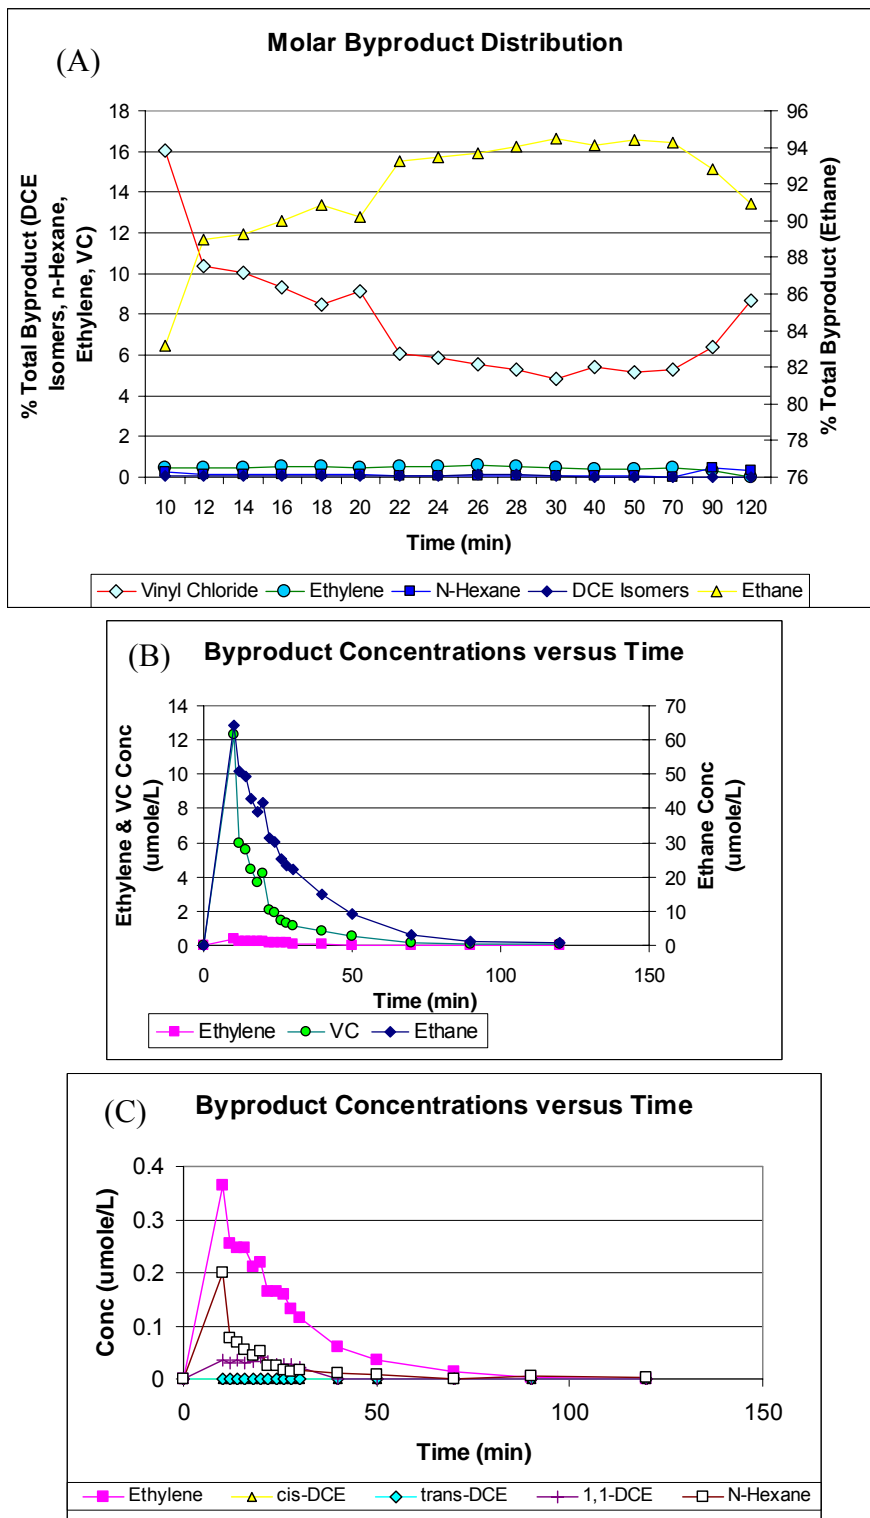 (A)
Molar Byproduct Distribution
% Total Byproduct (DCE
Isomers, n-Hexane,
Ethylene, VC)
18
16
14
12
10
8
6
4
2
0
96
94
92
90
88
86
84
82
80
78
76
% Total Byproduct (Ethane)
10 12 14 16 18 20 22 24 26 28 30 40 50 70 90 120
Time (min)
Vinyl Chloride Ethylene N-Hexane DCE Isomers Ethane
(B)
Byproduct Concentrations versus Time
Ethylene & VC Conc
(umole/L)
14
12
10
8
6
4
2
0
70
60
50
40
30
20
10
0
Ethane Conc
(umole/L)
0 50 100 150
Time (min)
Ethylene VC Ethane
(C)
Byproduct Concentrations versus Time
Conc (umole/L)
0.4
0.3
0.2
0.1
0
0 50 100 150
Time (min)
Ethylene cis-DCE trans-DCE 1,1-DCE N-Hexane